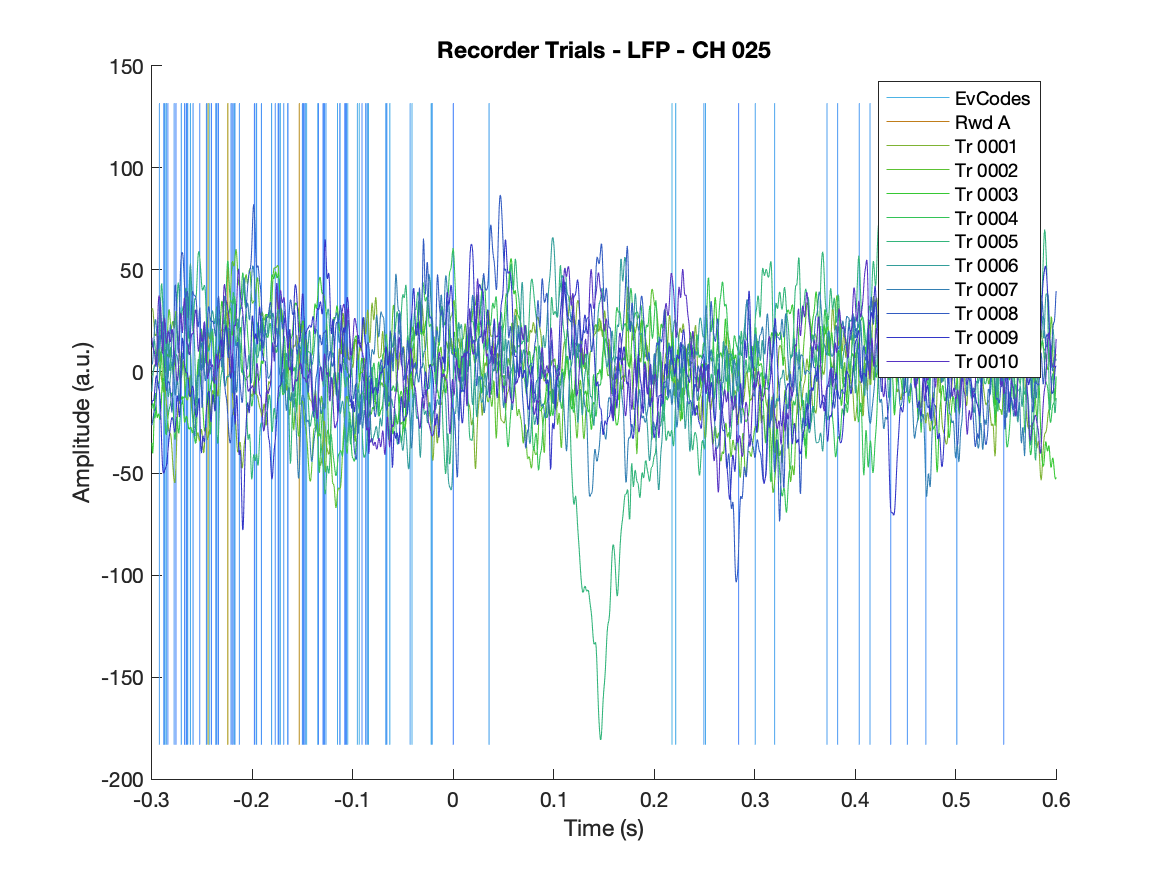 Recorder Trials - LFP - CH 025
150
100
50
0
-50
-100
-150
-200
Amplitude (a.u.)
-0.3
-0.2
-0.1
0
0.1
0.2
0.3
0.4
0.5
0.6
Time (s)
EvCodes
Rwd A
Tr 0001
Tr 0002
Tr 0003
Tr 0004
Tr 0005
Tr 0006
Tr 0007
Tr 0008
Tr 0009
Tr 0010